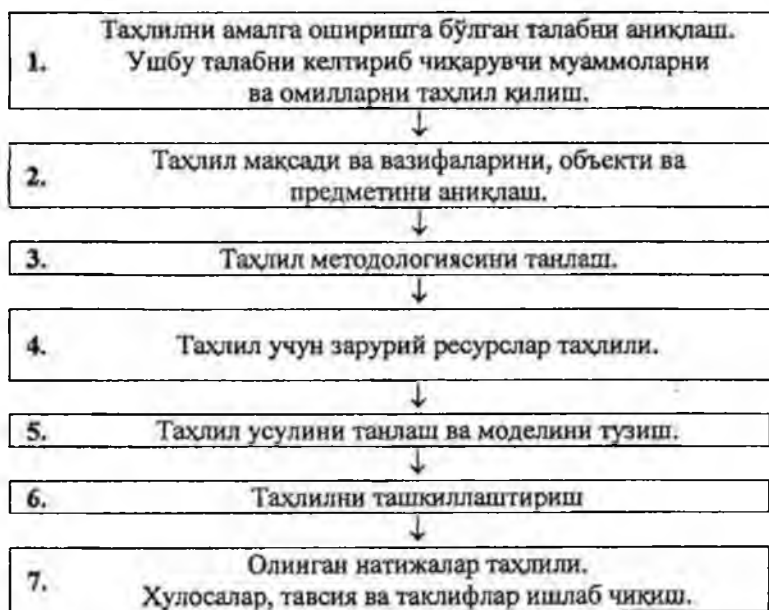 Таҳлилни амалга оширишга бўлган талабни аниқлаш.
1. Ушбу талабни келтириб чиқарувчи муаммоларни
ва омилларни таҳлил қилиш.
↓
2. Таҳлил мақсади ва вазифаларини, объекти ва
предметини аниқлаш.
↓
3. Таҳлил методологиясини танлаш.
↓
4. Таҳлил учун зарурий ресурслар таҳлили.
↓
5. Таҳлил усулини танлаш ва моделини тузиш.
↓
6. Таҳлилни ташкиллаштириш
↓
7. Олинган натижалар таҳлили.
Хулосалар, тавсия ва таклифлар ишлаб чиқиш.